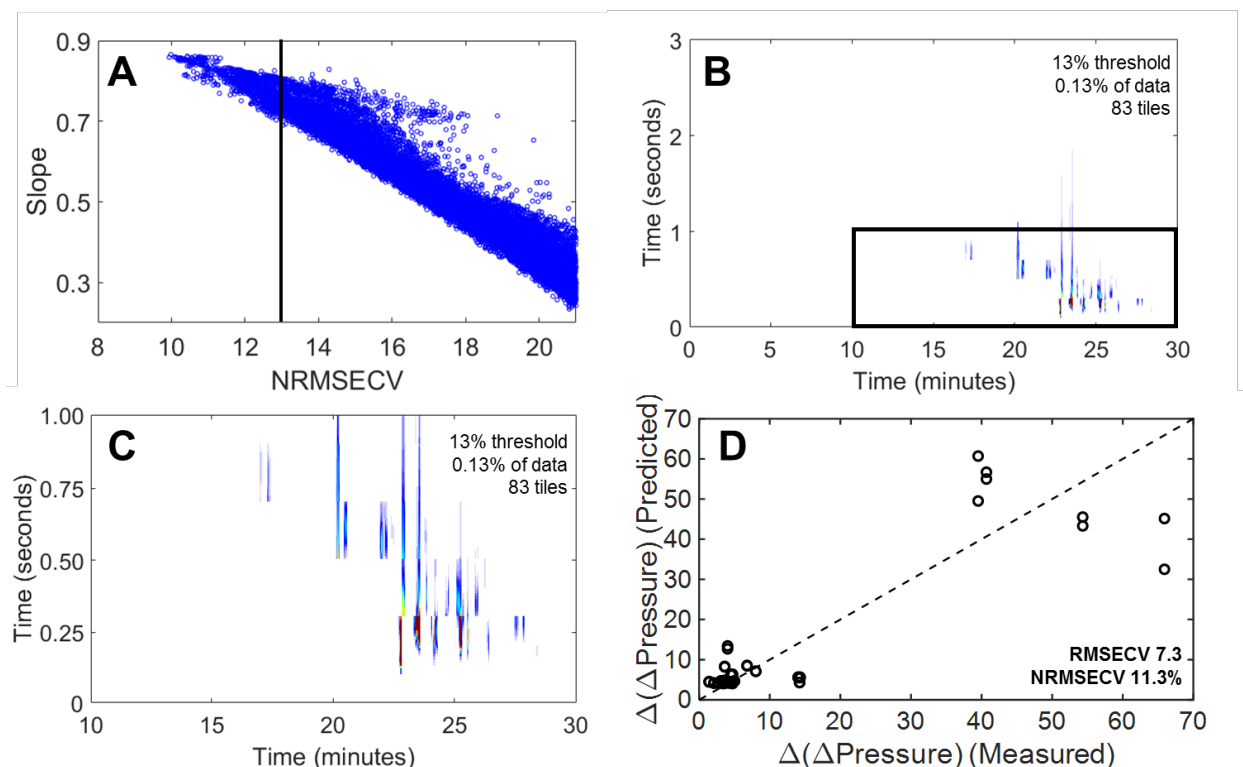 A
0.9
0.7
0.5
0.3
Slope
8
10
12
14
16
18
20
NRMSECV
B
13% threshold
0.13% of data
83 tiles
3
2
1
0
Time (seconds)
0
5
10
15
20
25
30
Time (minutes)
C
13% threshold
0.13% of data
83 tiles
1.00
0.75
0.50
0.25
0
Time (seconds)
10
15
20
25
30
Time (minutes)
D
70
60
50
40
30
20
10
0
Δ(ΔPressure) (Predicted)
RMSECV 7.3
NRMSECV 11.3%
0
10
20
30
40
50
60
70
Δ(ΔPressure) (Measured)